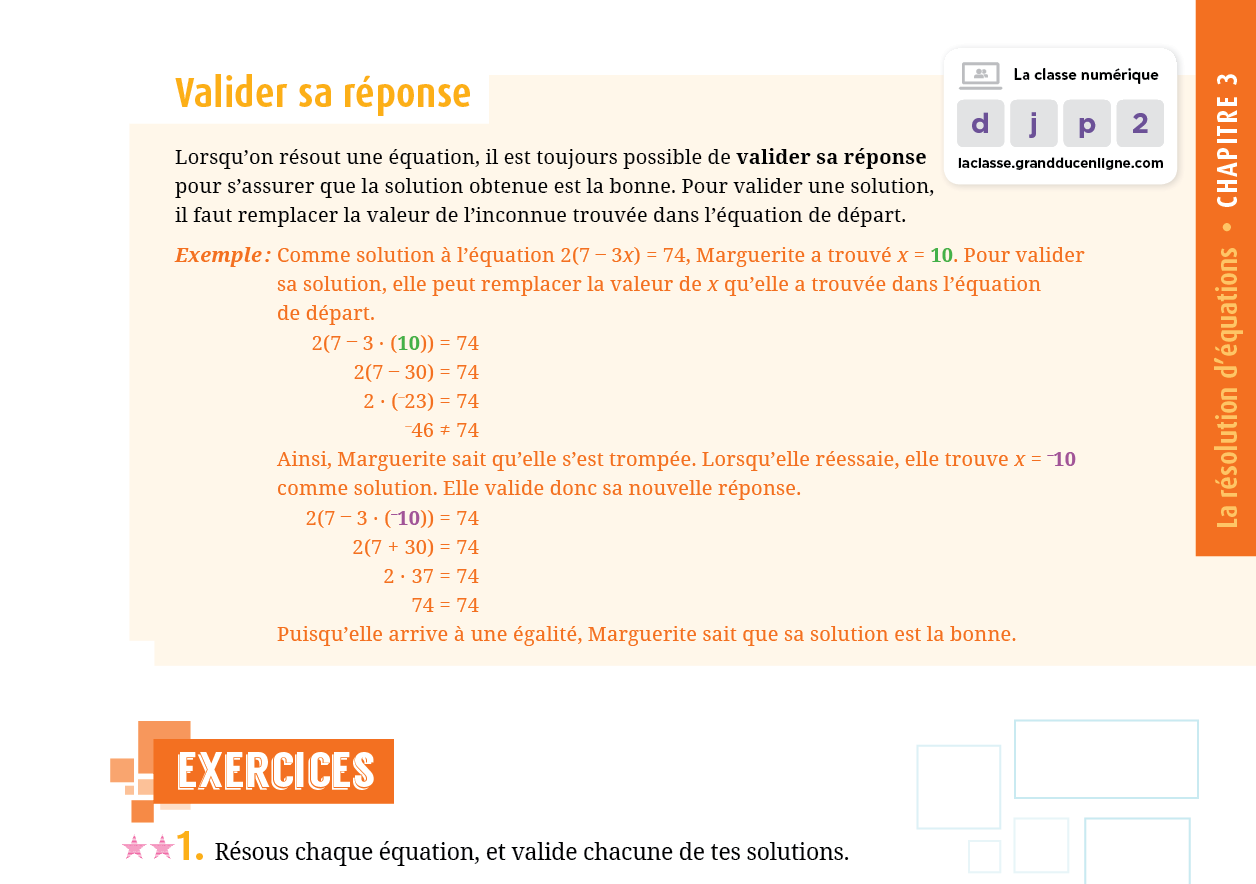 Valider sa réponse
La classe numérique
d j p 2
laclasse.grandducenligne.com
Lorsqu’on résout une équation, il est toujours possible de valider sa réponse
pour s’assurer que la solution obtenue est la bonne. Pour valider une solution,
il faut remplacer la valeur de l’inconnue trouvée dans l’équation de départ.
Exemple : Comme solution à l’équation 2(7 − 3x) = 74, Marguerite a trouvé x = 10. Pour valider
sa solution, elle peut remplacer la valeur de x qu’elle a trouvée dans l’équation
de départ.
2(7 − 3 · (10)) = 74
2(7 − 30) = 74
2 · (⁻23) = 74
⁻46 ≠ 74
Ainsi, Marguerite sait qu’elle s’est trompée. Lorsqu’elle réessaie, elle trouve x = ⁻10
comme solution. Elle valide donc sa nouvelle réponse.
2(7 − 3 · (⁻10)) = 74
2(7 + 30) = 74
2 · 37 = 74
74 = 74
Puisqu’elle arrive à une égalité, Marguerite sait que sa solution est la bonne.
La résolution d’équations • CHAPITRE 3
EXERCICES
1. Résous chaque équation, et valide chacune de tes solutions.